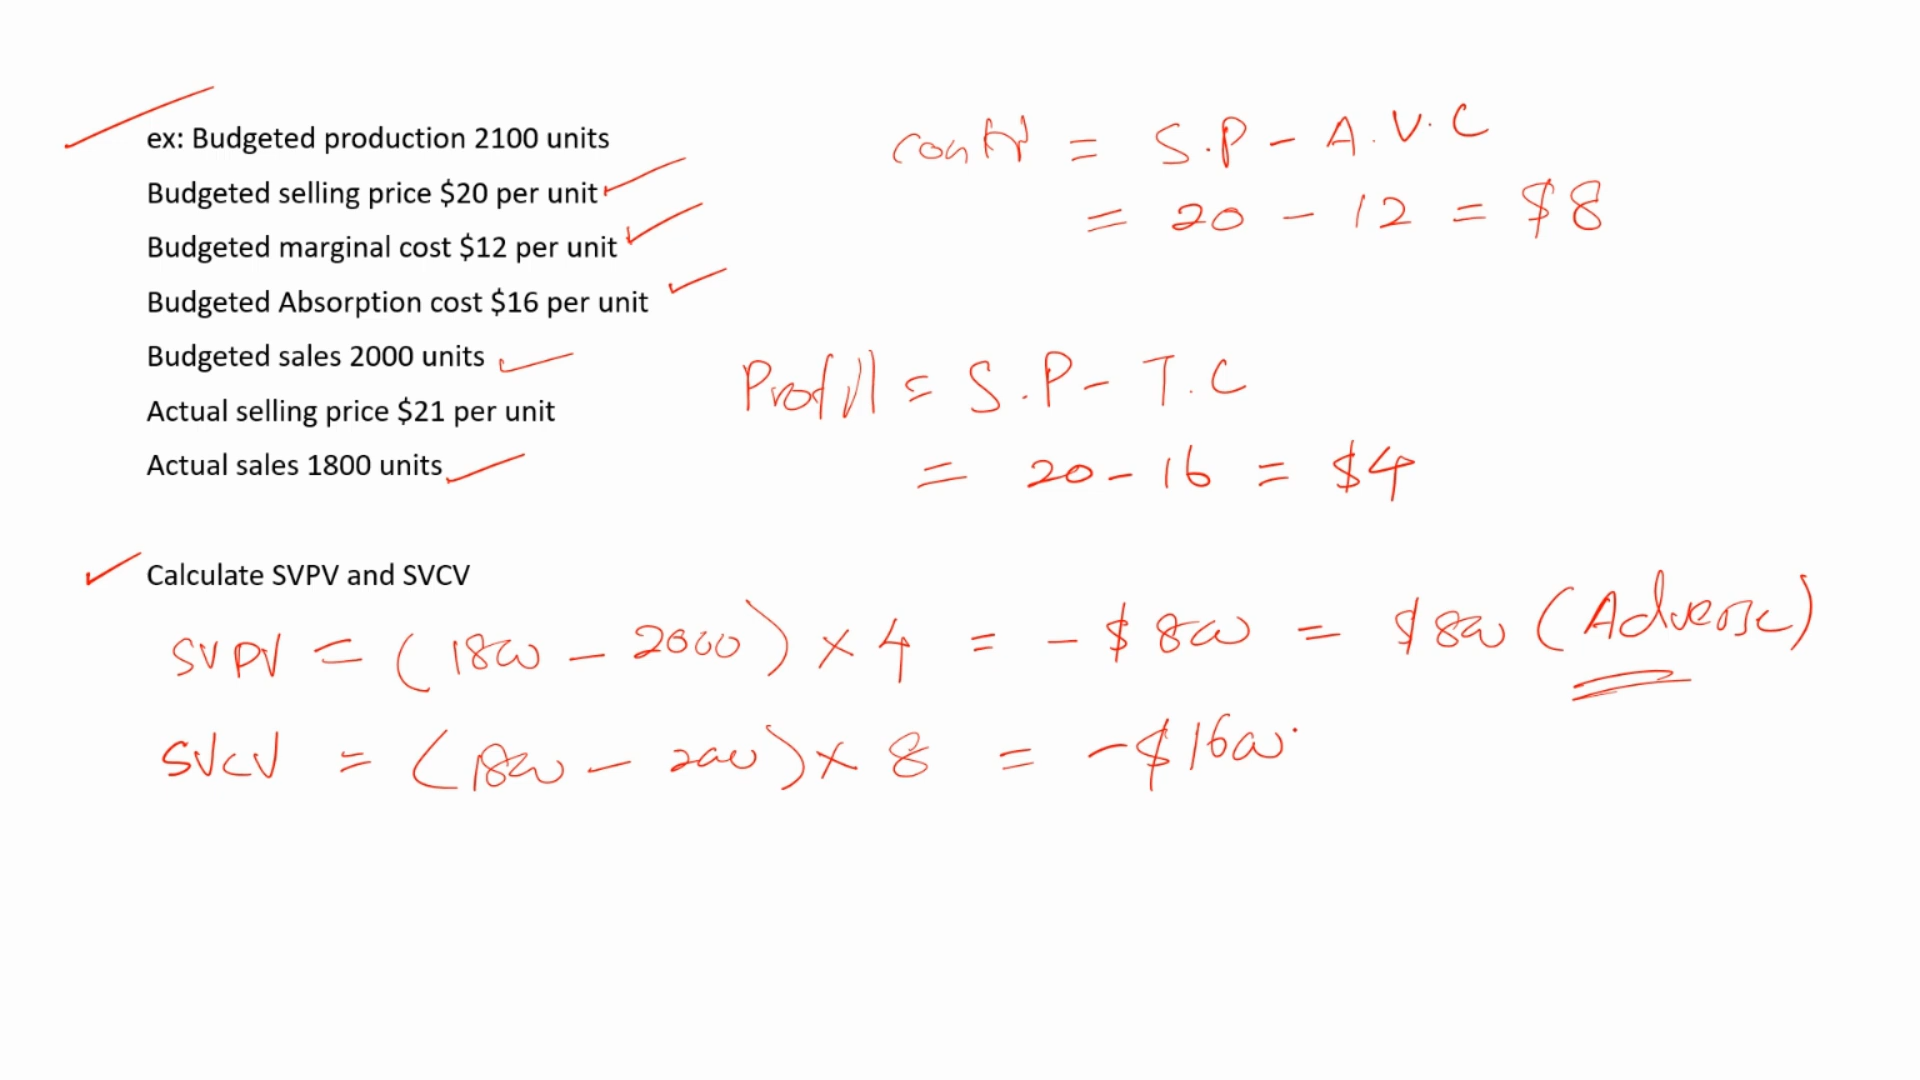 ex: Budgeted production 2100 units
Budgeted selling price $20 per unit
Budgeted marginal cost $12 per unit
Budgeted Absorption cost $16 per unit
Budgeted sales 2000 units
Actual selling price $21 per unit
Actual sales 1800 units
contr = S.P - A.V.C
= 20 - 12 = $8
Profit = S.P - T.C
= 20 - 16 = $4
Calculate SVPV and SVCV
SVPV = (1800 - 2000) × 4 = - $800 = $800 (Adverse)
SVCV = (1800 - 2000) × 8 = - $1600